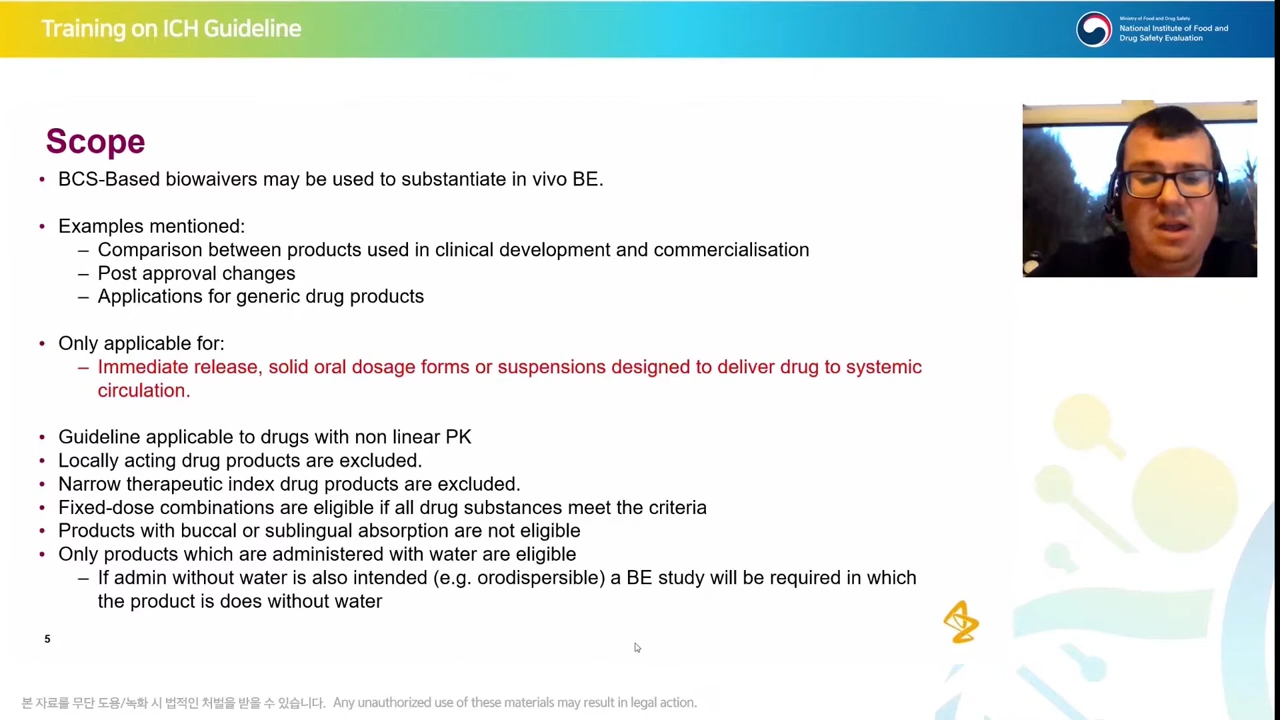 Training on ICH Guideline
Ministry of Food and Drug Safety
National Institute of Food and
Drug Safety Evaluation
Scope
• BCS-Based biowaivers may be used to substantiate in vivo BE.
• Examples mentioned:
– Comparison between products used in clinical development and commercialisation
– Post approval changes
– Applications for generic drug products
• Only applicable for:
– Immediate release, solid oral dosage forms or suspensions designed to deliver drug to systemic
circulation.
• Guideline applicable to drugs with non linear PK
• Locally acting drug products are excluded.
• Narrow therapeutic index drug products are excluded.
• Fixed-dose combinations are eligible if all drug substances meet the criteria
• Products with buccal or sublingual absorption are not eligible
• Only products which are administered with water are eligible
– If admin without water is also intended (e.g. orodispersible) a BE study will be required in which
the product is does without water
5
본 자료를 무단 도용/녹화 시 법적인 처벌을 받을 수 있습니다. Any unauthorized use of these materials may result in legal action.